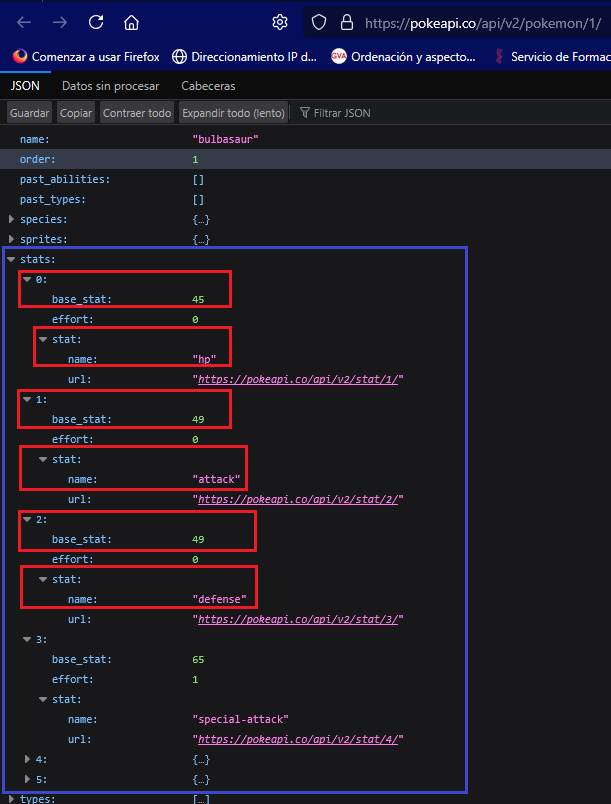 https://pokeapi.co/api/v2/pokemon/1/
Comenzar a usar Firefox Direccionamiento IP d... GVA Ordenación y aspecto... Servicio de Formac
JSON Datos sin procesar Cabeceras
Guardar Copiar Contraer todo Expandir todo (lento) Filtrar JSON
name: "bulbasaur"
order: 1
past_abilities: []
past_types: []
species: {…}
sprites: {…}
stats:
0:
base_stat: 45
effort: 0
stat:
name: "hp"
url: "https://pokeapi.co/api/v2/stat/1/"
1:
base_stat: 49
effort: 0
stat:
name: "attack"
url: "https://pokeapi.co/api/v2/stat/2/"
2:
base_stat: 49
effort: 0
stat:
name: "defense"
url: "https://pokeapi.co/api/v2/stat/3/"
3:
base_stat: 65
effort: 1
stat:
name: "special-attack"
url: "https://pokeapi.co/api/v2/stat/4/"
4: {…}
5: {…}
types: […]